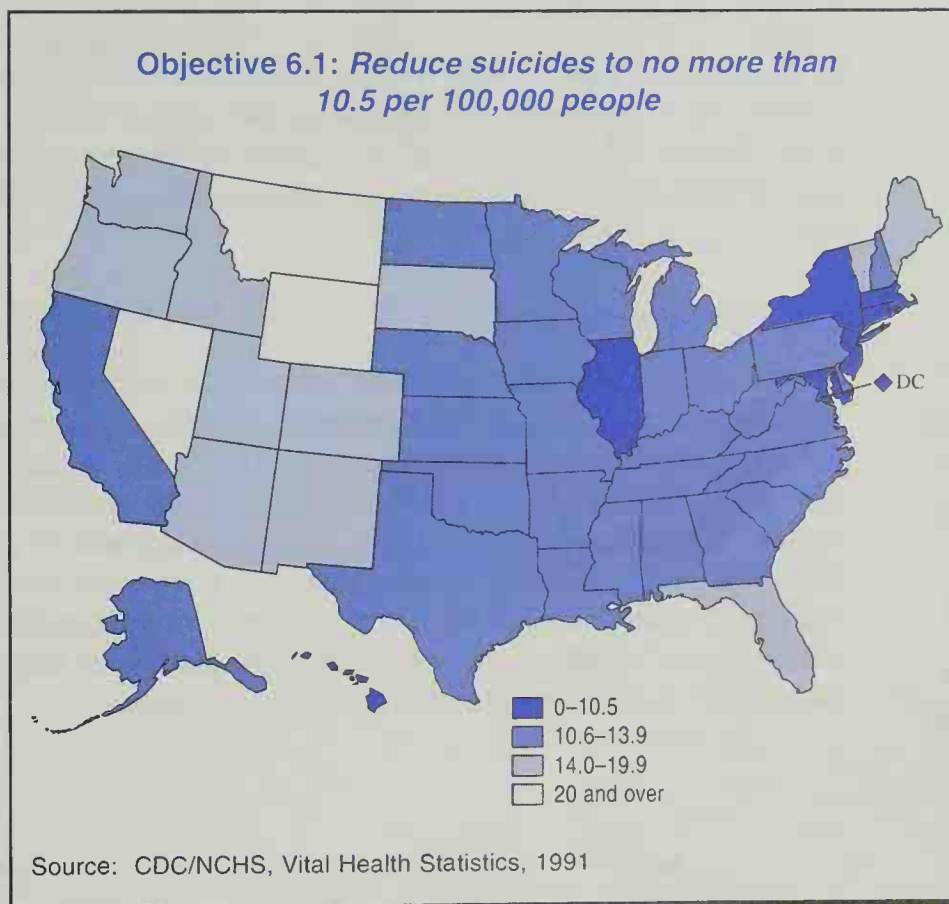 Objective 6.1: Reduce suicides to no more than
10.5 per 100,000 people
DC
0–10.5
10.6–13.9
14.0–19.9
20 and over
Source: CDC/NCHS, Vital Health Statistics, 1991